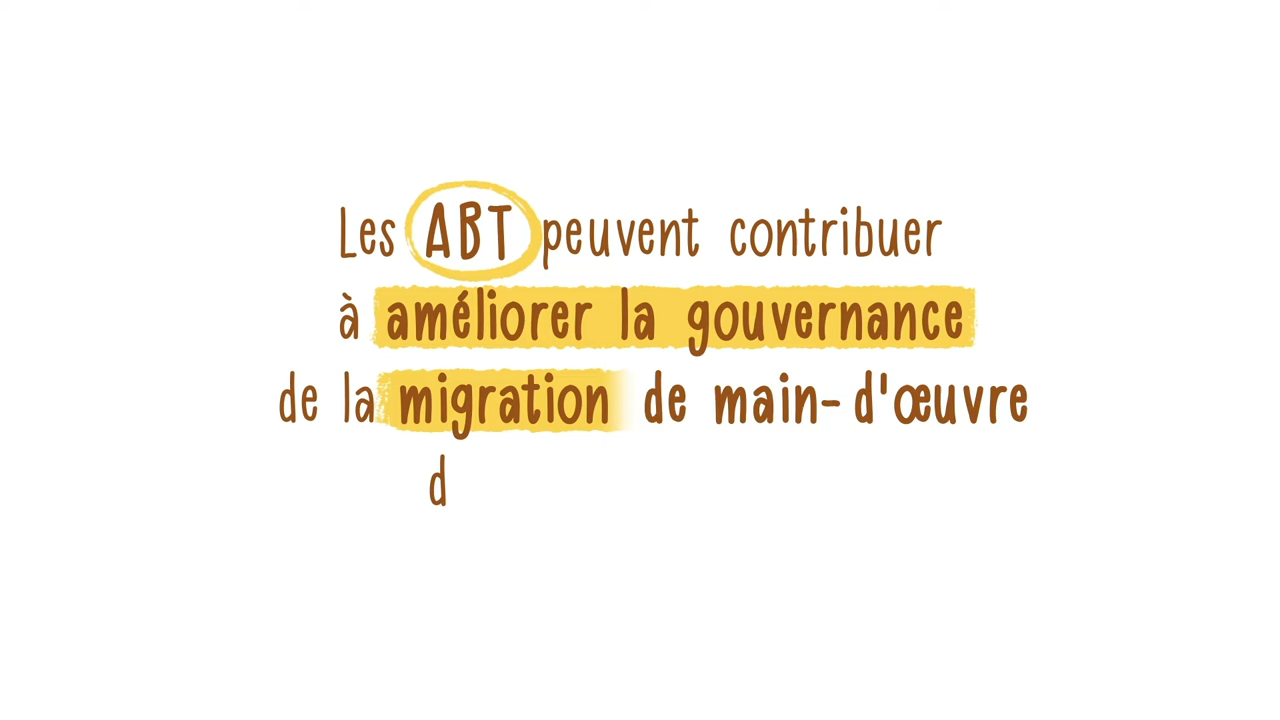 Les ABT peuvent contribuer
à améliorer la gouvernance
de la migration de main-d'œuvre
d